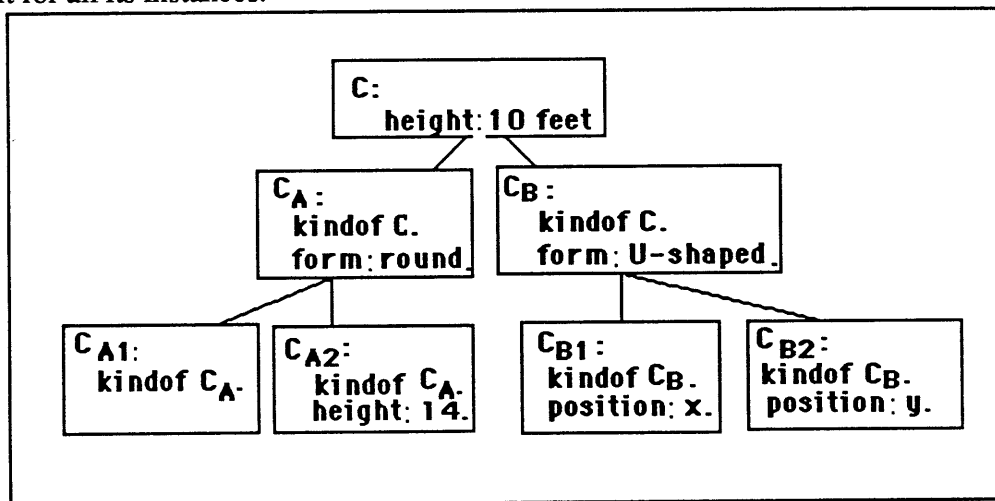 C:
height: 10 feet
CA:
kindof C.
form: round.
CB:
kindof C.
form: U-shaped.
CA1:
kindof CA.
CA2:
kindof CA.
height: 14.
CB1:
kindof CB.
position: x.
CB2:
kindof CB.
position: y.